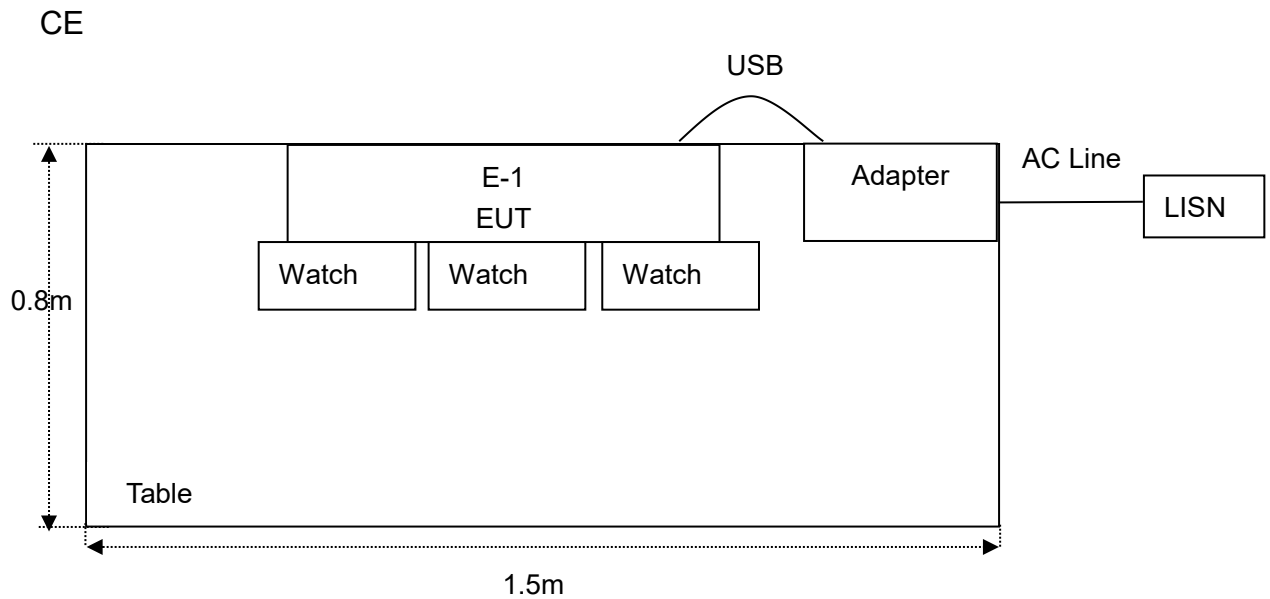 CE
USB
E-1
EUT
Adapter
AC Line
LISN
Watch
Watch
Watch
0.8m
Table
1.5m